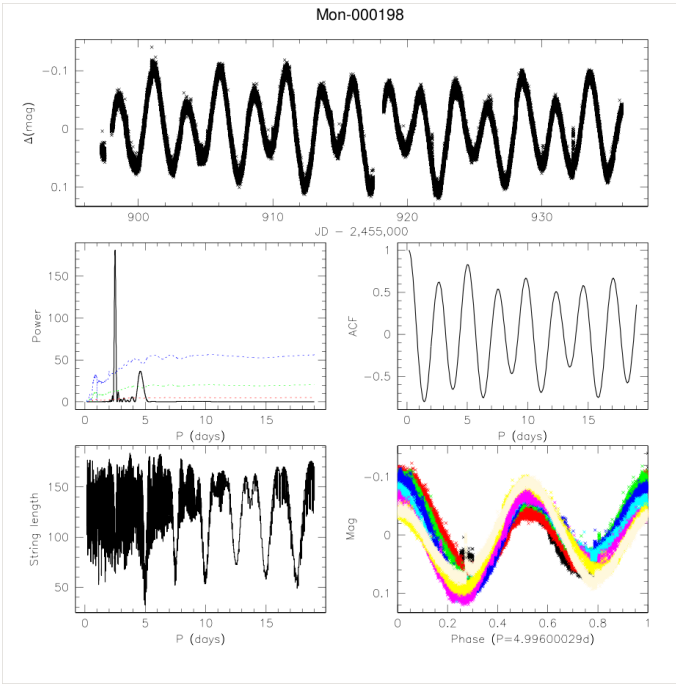 Mon-000198
-0.1
0
0.1
Δ(mag)
900 910 920 930
JD - 2,455,000
150
100
50
0
Power
0 5 10 15
P (days)
1
0.5
0
-0.5
ACF
0 5 10 15
P (days)
150
100
50
String length
0 5 10 15
P (days)
-0.1
0
0.1
Mag
0 0.2 0.4 0.6 0.8 1
Phase (P=4.99600029d)